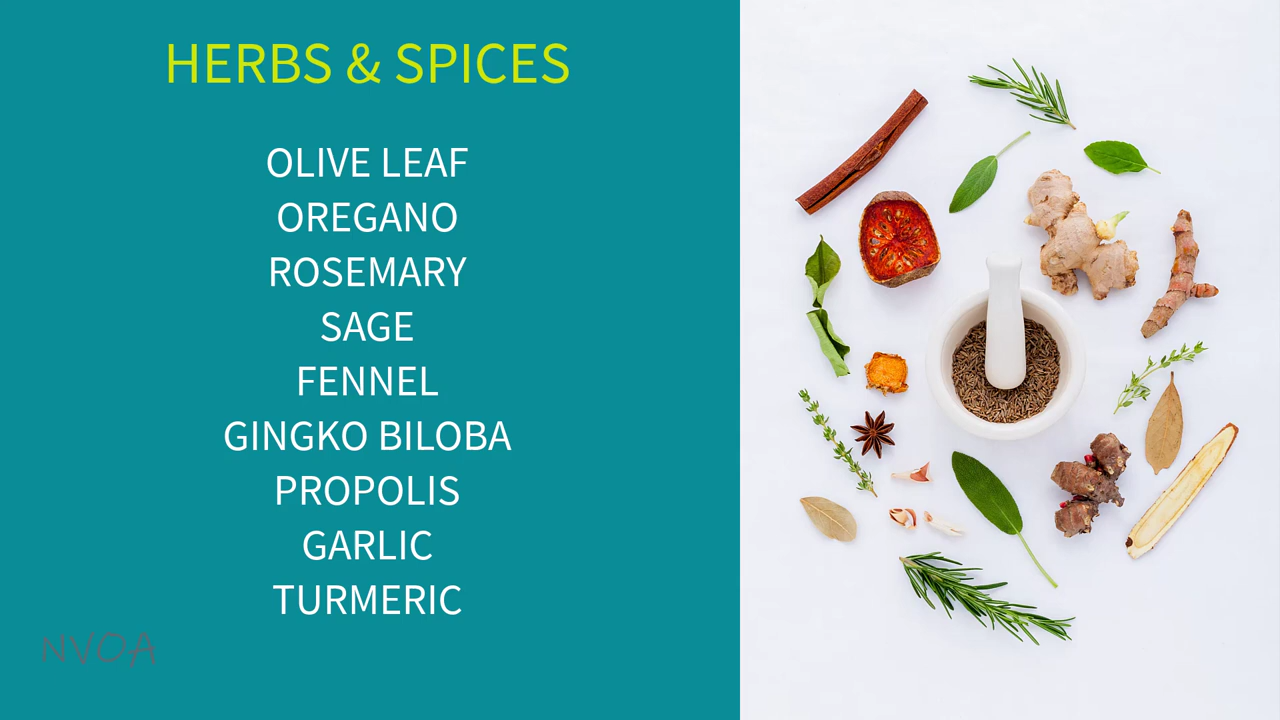 HERBS & SPICES
OLIVE LEAF
OREGANO
ROSEMARY
SAGE
FENNEL
GINGKO BILOBA
PROPOLIS
GARLIC
TURMERIC
NVOA